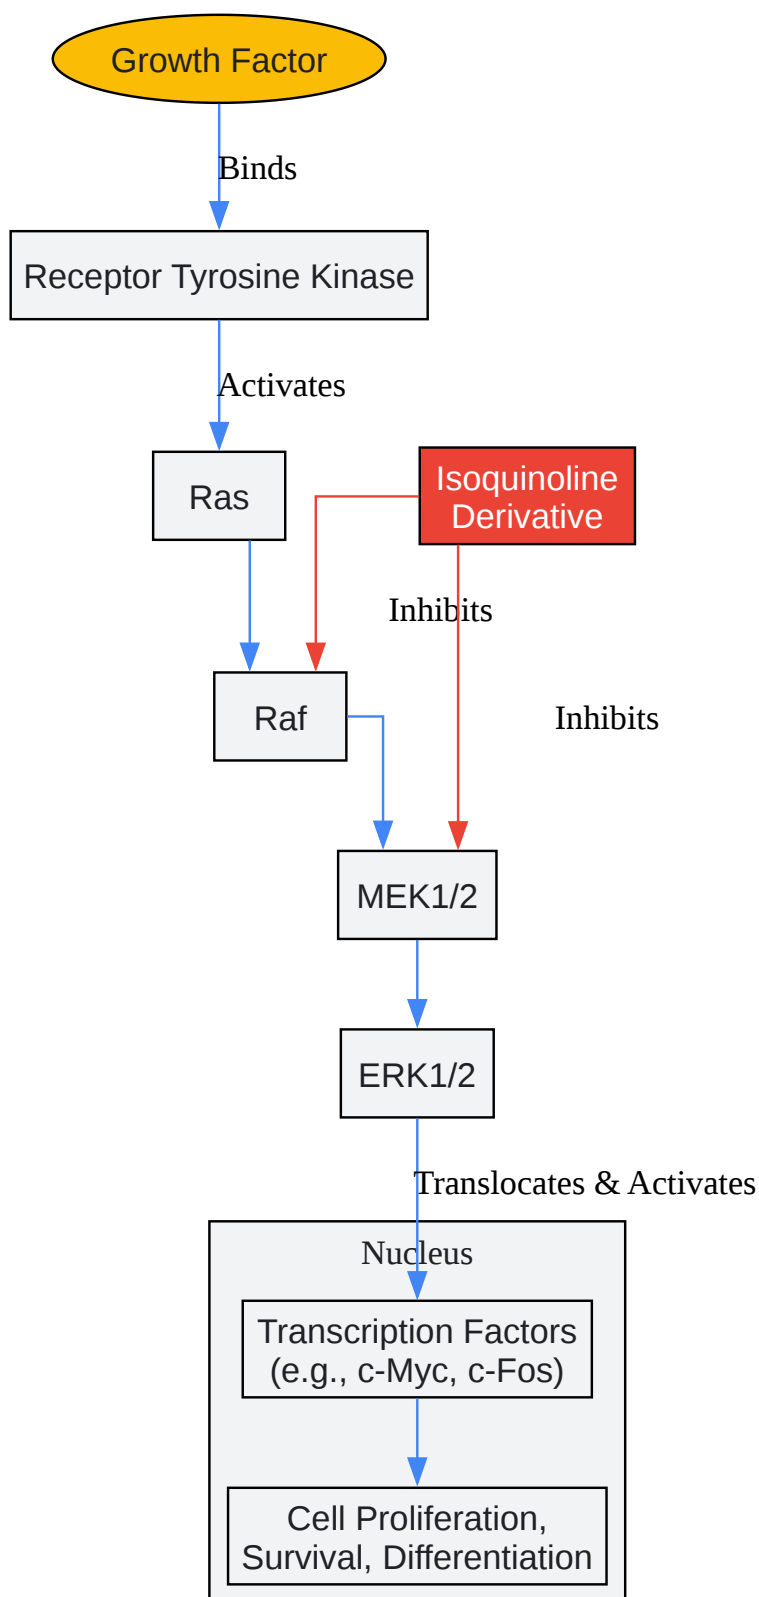 Growth Factor
Binds
Receptor Tyrosine Kinase
Activates
Ras
Isoquinoline
Derivative
Inhibits
Raf
Inhibits
MEK1/2
ERK1/2
Translocates & Activates
Nucleus
Transcription Factors
(e.g., c-Myc, c-Fos)
Cell Proliferation,
Survival, Differentiation